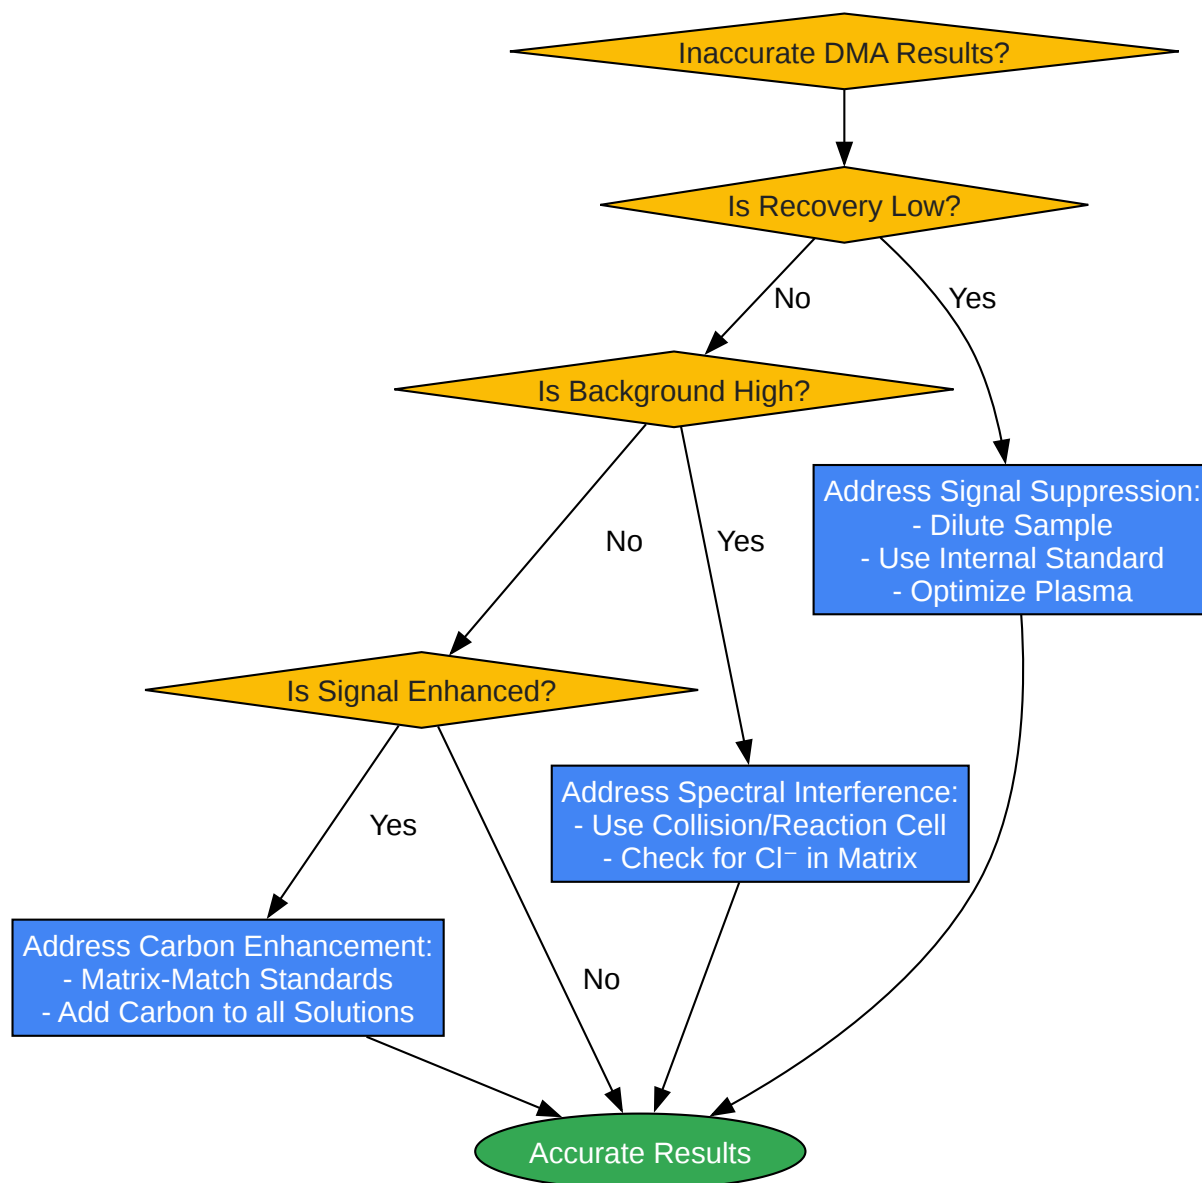 Inaccurate DMA Results?
Is Recovery Low?
No
Yes
Is Background High?
Address Signal Suppression:
- Dilute Sample
- Use Internal Standard
- Optimize Plasma
No
Yes
Is Signal Enhanced?
Address Spectral Interference:
- Use Collision/Reaction Cell
- Check for Cl⁻ in Matrix
Yes
Address Carbon Enhancement:
- Matrix-Match Standards
- Add Carbon to all Solutions
No
Accurate Results